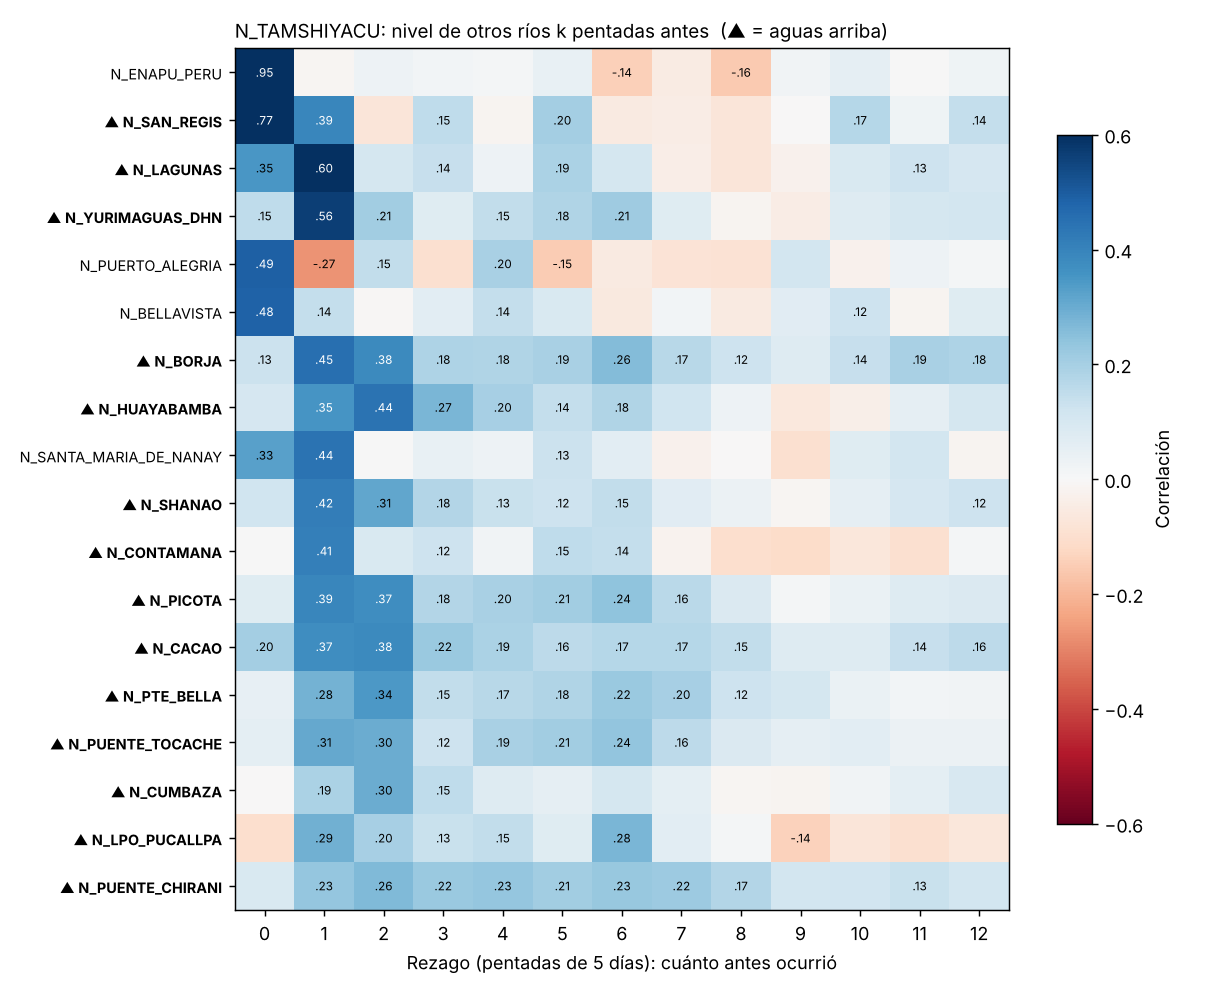 N_TAMSHIYACU: nivel de otros ríos k pentadas antes (▲ = aguas arriba)
N_ENAPU_PERU .95 -.14 -.16
▲ N_SAN_REGIS .77 .39 .15 .20 .17 .14
▲ N_LAGUNAS .35 .60 .14 .19 .13
▲ N_YURIMAGUAS_DHN .15 .56 .21 .15 .18 .21
N_PUERTO_ALEGRIA .49 -.27 .15 .20 -.15
N_BELLAVISTA .48 .14 .14 .12
▲ N_BORJA .13 .45 .38 .18 .18 .19 .26 .17 .12 .14 .19 .18
▲ N_HUAYABAMBA .35 .44 .27 .20 .14 .18
N_SANTA_MARIA_DE_NANAY .33 .44 .13
▲ N_SHANAO .42 .31 .18 .13 .12 .15 .12
▲ N_CONTAMANA .41 .12 .15 .14
▲ N_PICOTA .39 .37 .18 .20 .21 .24 .16
▲ N_CACAO .20 .37 .38 .22 .19 .16 .17 .17 .15 .14 .16
▲ N_PTE_BELLA .28 .34 .15 .17 .18 .22 .20 .12
▲ N_PUENTE_TOCACHE .31 .30 .12 .19 .21 .24 .16
▲ N_CUMBAZA .19 .30 .15
▲ N_LPO_PUCALLPA .29 .20 .13 .15 .28 -.14
▲ N_PUENTE_CHIRANI .23 .26 .22 .23 .21 .23 .22 .17 .13
0 1 2 3 4 5 6 7 8 9 10 11 12
Rezago (pentadas de 5 días): cuánto antes ocurrió
0.6
0.4
0.2
0.0
−0.2
−0.4
−0.6
Correlación